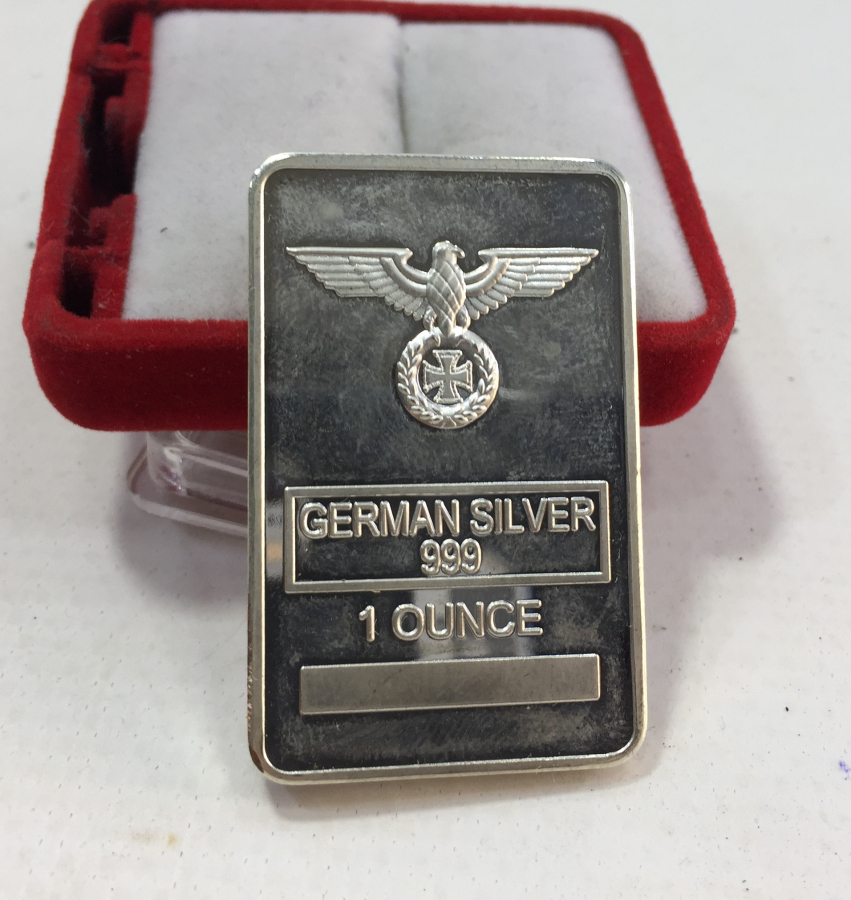 GERMAN SILVER
999
1 OUNCE